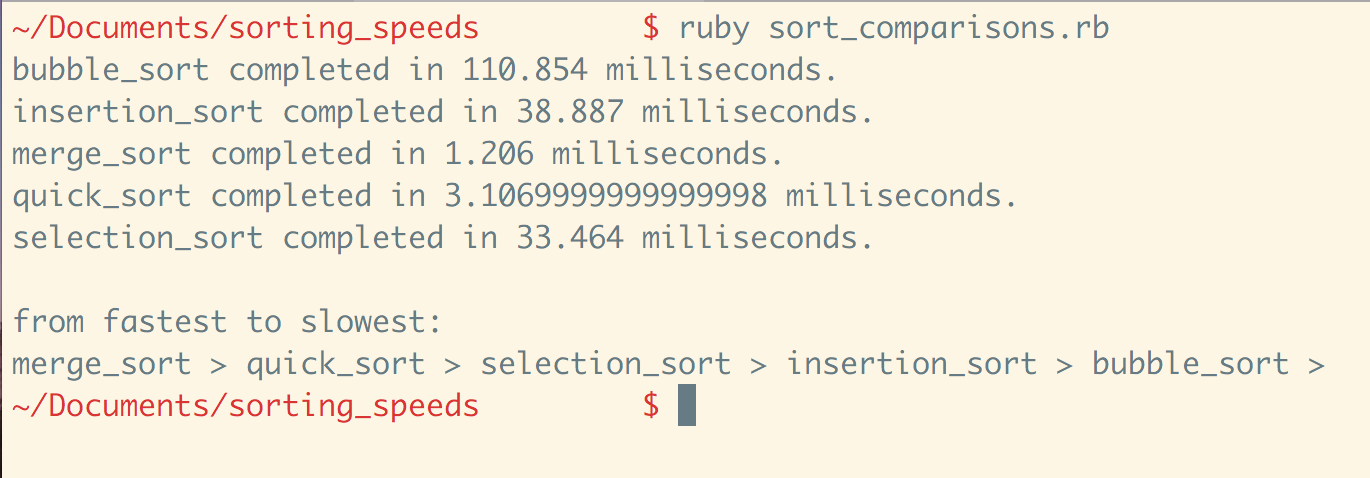 ~/Documents/sorting_speeds $ ruby sort_comparisons.rb
bubble_sort completed in 110.854 milliseconds.
insertion_sort completed in 38.887 milliseconds.
merge_sort completed in 1.206 milliseconds.
quick_sort completed in 3.1069999999999998 milliseconds.
selection_sort completed in 33.464 milliseconds.
from fastest to slowest:
merge_sort > quick_sort > selection_sort > insertion_sort > bubble_sort >
~/Documents/sorting_speeds $